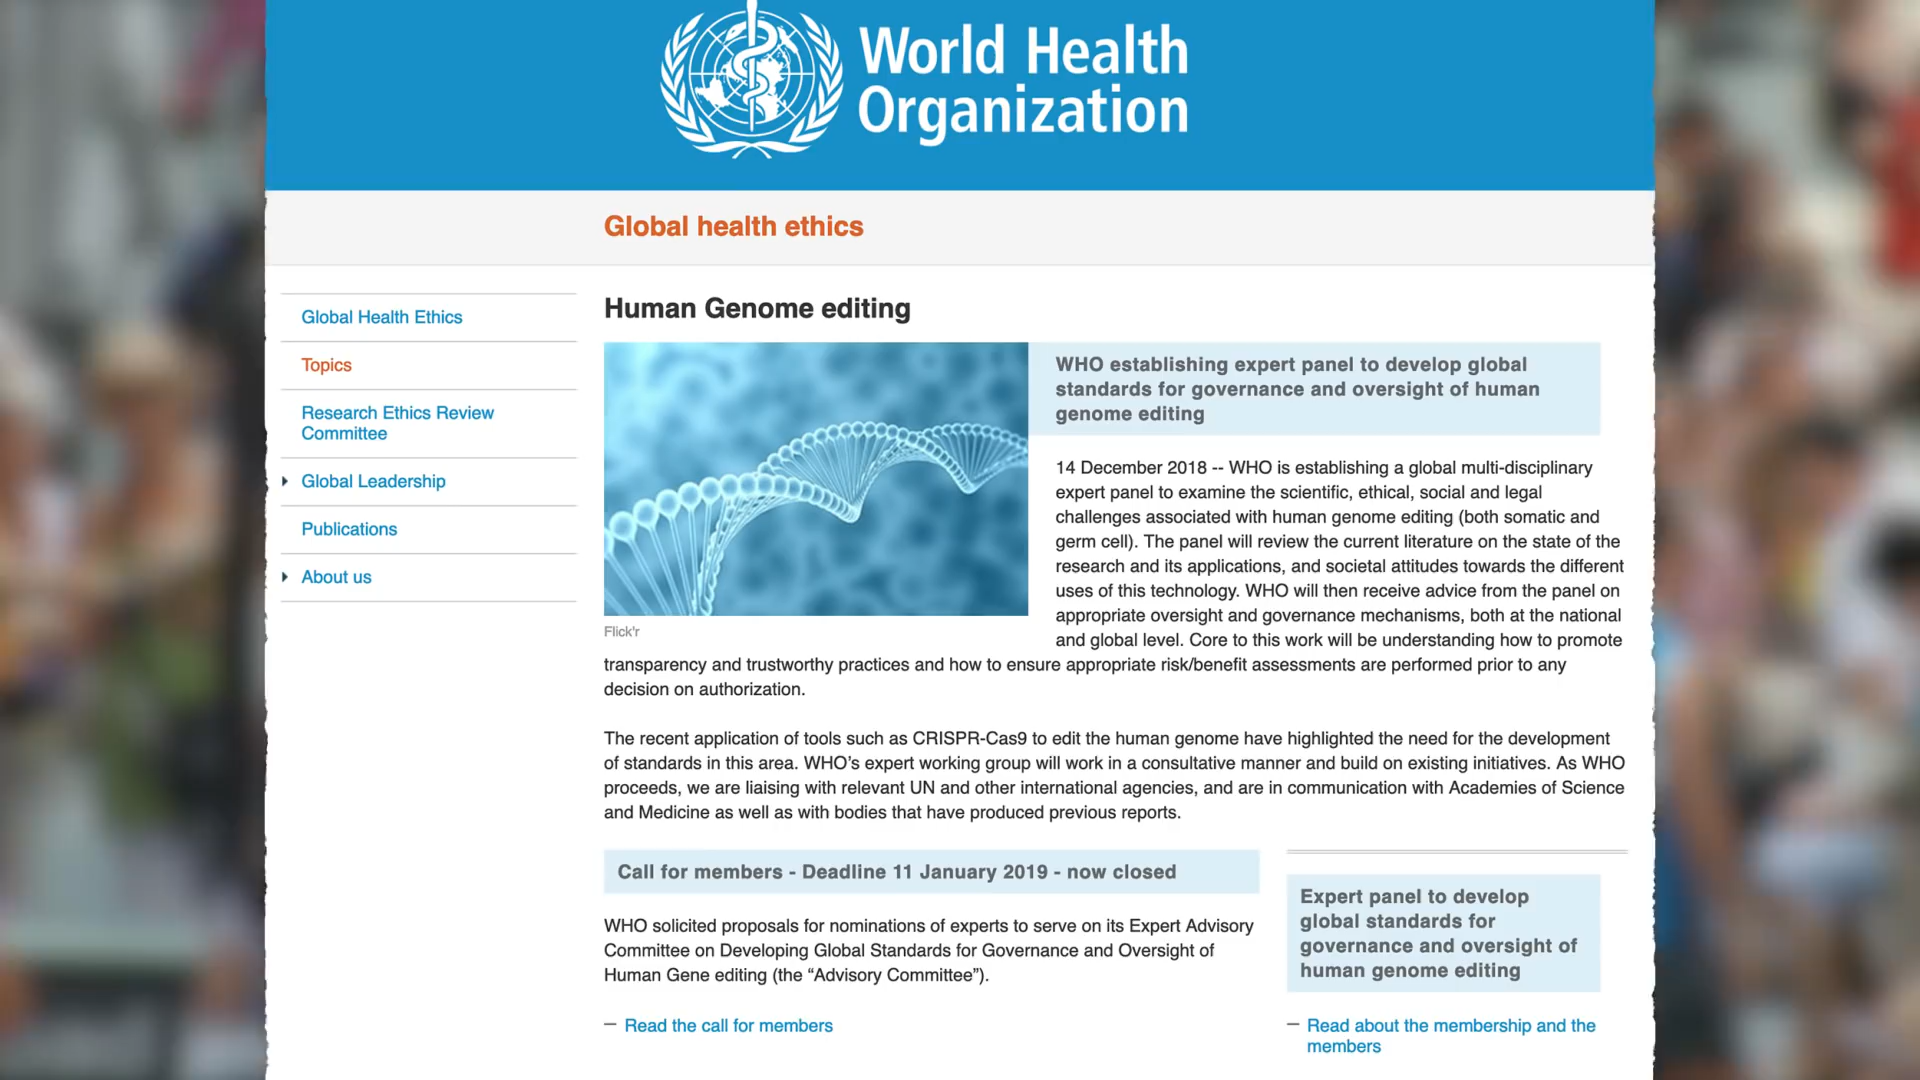 World Health
Organization
Global health ethics
Global Health Ethics
Topics
Research Ethics Review
Committee
Global Leadership
Publications
About us
Human Genome editing
Flick'r
WHO establishing expert panel to develop global
standards for governance and oversight of human
genome editing
14 December 2018 -- WHO is establishing a global multi-disciplinary
expert panel to examine the scientific, ethical, social and legal
challenges associated with human genome editing (both somatic and
germ cell). The panel will review the current literature on the state of the
research and its applications, and societal attitudes towards the different
uses of this technology. WHO will then receive advice from the panel on
appropriate oversight and governance mechanisms, both at the national
and global level. Core to this work will be understanding how to promote
transparency and trustworthy practices and how to ensure appropriate risk/benefit assessments are performed prior to any
decision on authorization.
The recent application of tools such as CRISPR-Cas9 to edit the human genome have highlighted the need for the development
of standards in this area. WHO’s expert working group will work in a consultative manner and build on existing initiatives. As WHO
proceeds, we are liaising with relevant UN and other international agencies, and are in communication with Academies of Science
and Medicine as well as with bodies that have produced previous reports.
Call for members - Deadline 11 January 2019 - now closed
WHO solicited proposals for nominations of experts to serve on its Expert Advisory
Committee on Developing Global Standards for Governance and Oversight of
Human Gene editing (the “Advisory Committee”).
– Read the call for members
Expert panel to develop
global standards for
governance and oversight of
human genome editing
– Read about the membership and the
members